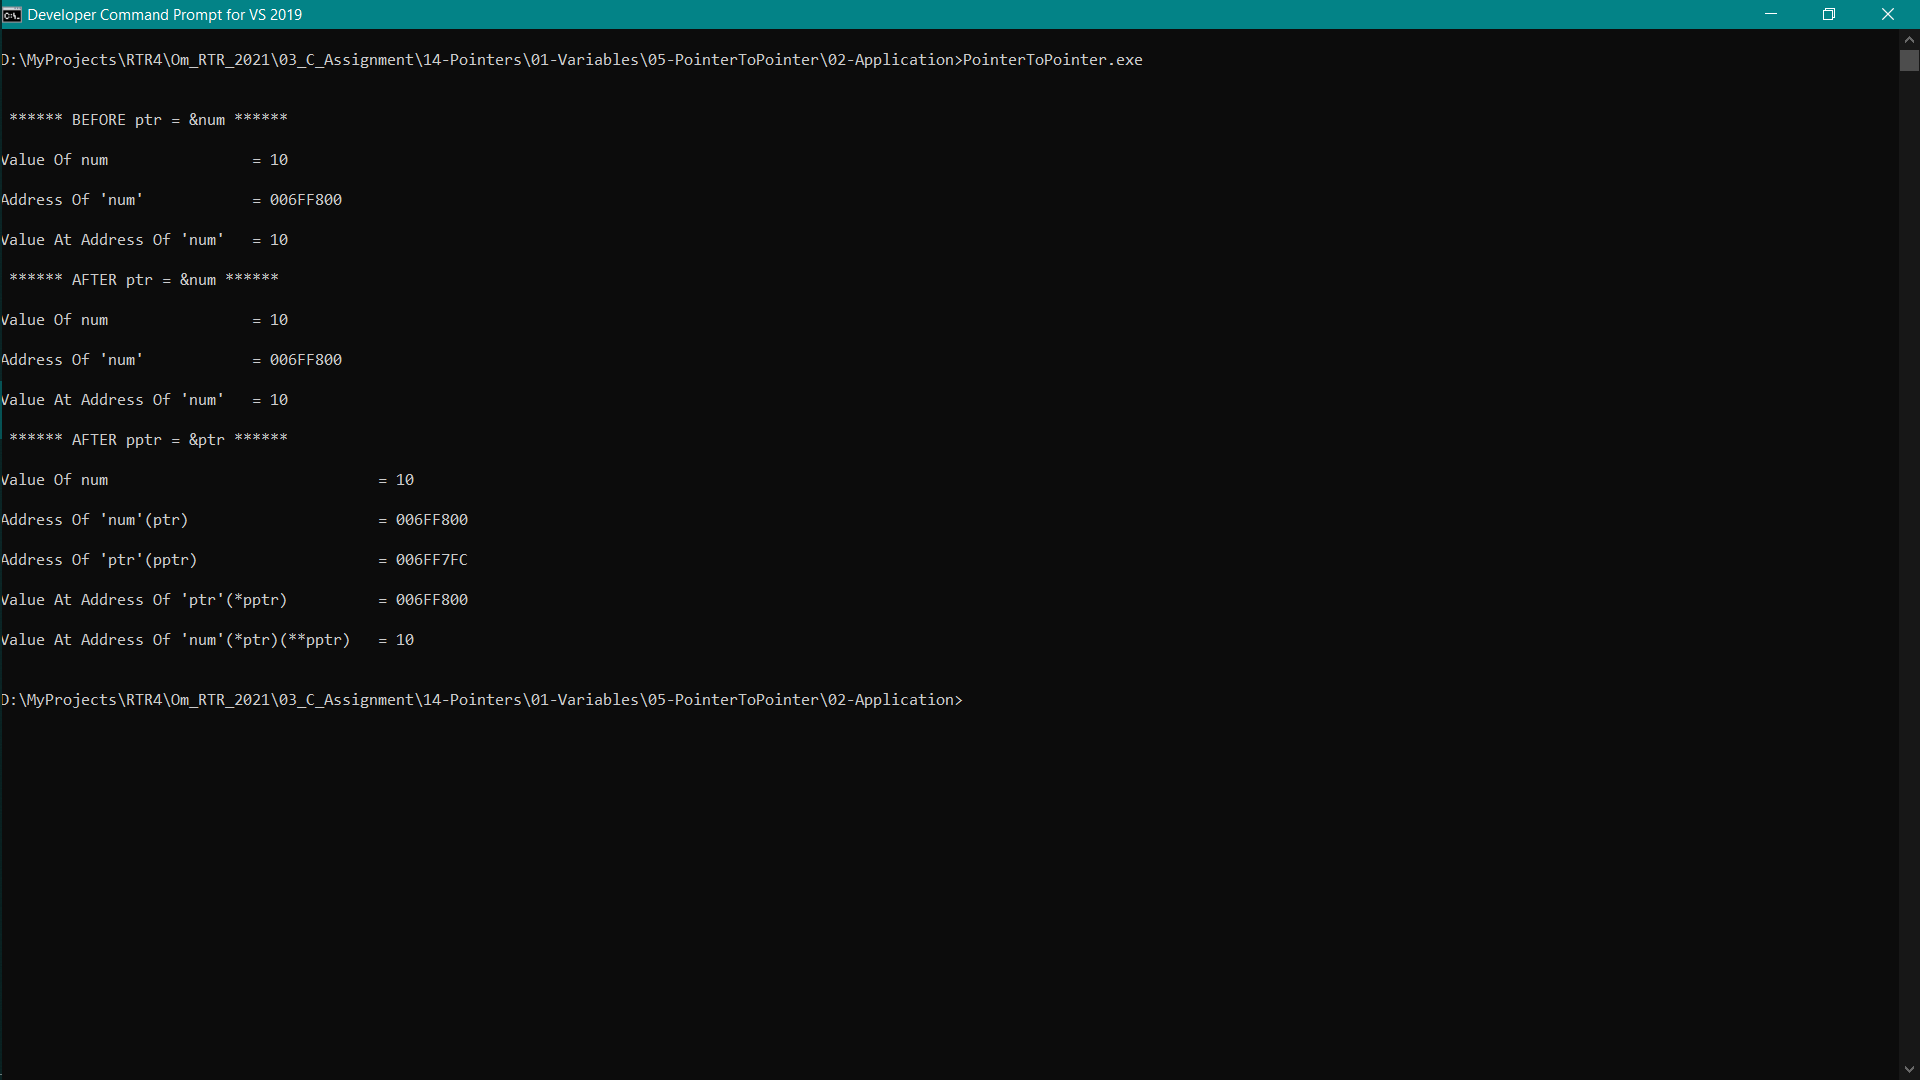 Developer Command Prompt for VS 2019
D:\MyProjects\RTR4\Om_RTR_2021\03_C_Assignment\14-Pointers\01-Variables\05-PointerToPointer\02-Application>PointerToPointer.exe
****** BEFORE ptr = &num ******
Value Of num                = 10
Address Of 'num'            = 006FF800
Value At Address Of 'num'   = 10
****** AFTER ptr = &num ******
Value Of num                = 10
Address Of 'num'            = 006FF800
Value At Address Of 'num'   = 10
****** AFTER pptr = &ptr ******
Value Of num                              = 10
Address Of 'num'(ptr)                     = 006FF800
Address Of 'ptr'(pptr)                    = 006FF7FC
Value At Address Of 'ptr'(*pptr)          = 006FF800
Value At Address Of 'num'(*ptr)(**pptr)   = 10
D:\MyProjects\RTR4\Om_RTR_2021\03_C_Assignment\14-Pointers\01-Variables\05-PointerToPointer\02-Application>